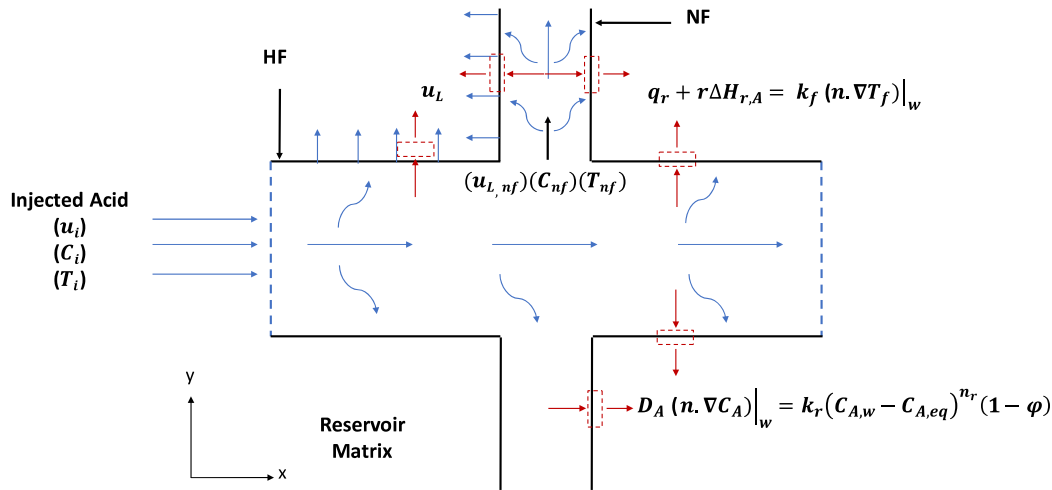 NF
HF
u_L
q_r + rΔH_{r,A} = k_f (n.∇T_f)|_w
(u_{L,nf})(C_{nf})(T_{nf})
Injected Acid
(u_i)
(C_i)
(T_i)
y
x
Reservoir
Matrix
D_A (n.∇C_A)|_w = k_r(C_{A,w} − C_{A,eq})^{n_r}(1 − φ)